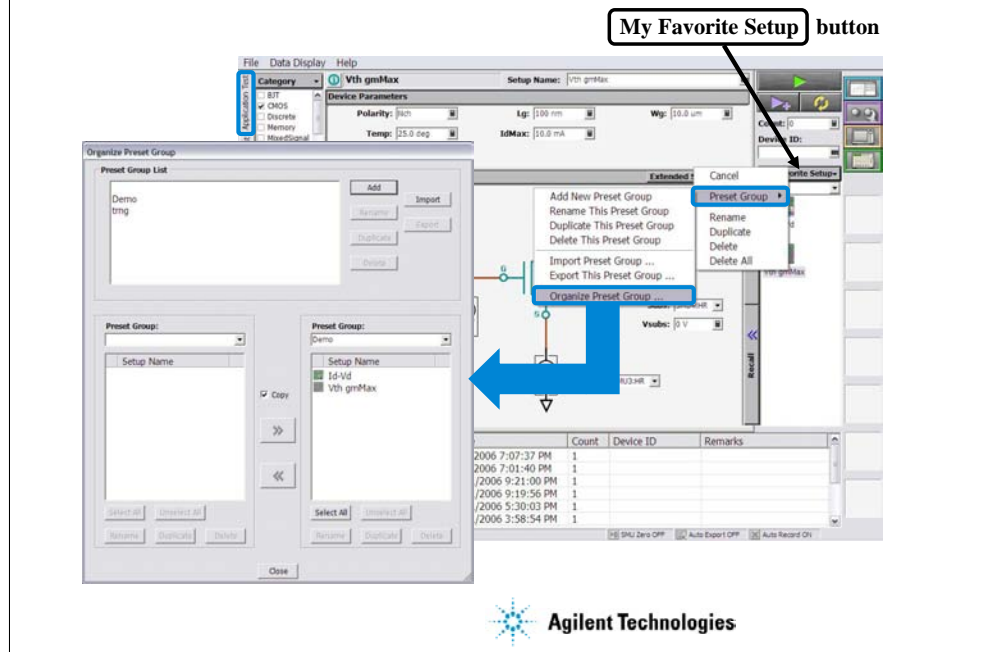 My Favorite Setup button
File Data Display Help
Application Test
Category
BJT
CMOS
Discrete
Memory
MixedSignal
Vth gmMax
Setup Name: Vth gmMax
Device Parameters
Polarity: Nch
Lg: 100 nm
Wg: 10.0 um
Temp: 25.0 deg
IdMax: 10.0 mA
Count: 0
Device ID:
Extended
orite Setup
Cancel
Preset Group
Rename
Duplicate
Delete
Delete All
Vth gmMax
Add New Preset Group
Rename This Preset Group
Duplicate This Preset Group
Delete This Preset Group
Import Preset Group ...
Export This Preset Group ...
Organize Preset Group ...
G
S
Vsubs: 0 V
SMU3:HR
Recall
Organize Preset Group
Preset Group List
Demo
trng
Add
Rename
Duplicate
Delete
Import
Export
Preset Group:
Setup Name
Select All
Unselect All
Rename
Duplicate
Delete
Copy
Preset Group:
Demo
Setup Name
Id-Vd
Vth gmMax
Select All
Unselect All
Rename
Duplicate
Delete
Close
Count Device ID Remarks
2006 7:07:37 PM 1
2006 7:01:40 PM 1
/2006 9:21:00 PM 1
/2006 9:19:56 PM 1
/2006 5:30:03 PM 1
/2006 3:58:54 PM 1
SMU Zero OFF
Auto Export OFF
Auto Record ON
Agilent Technologies